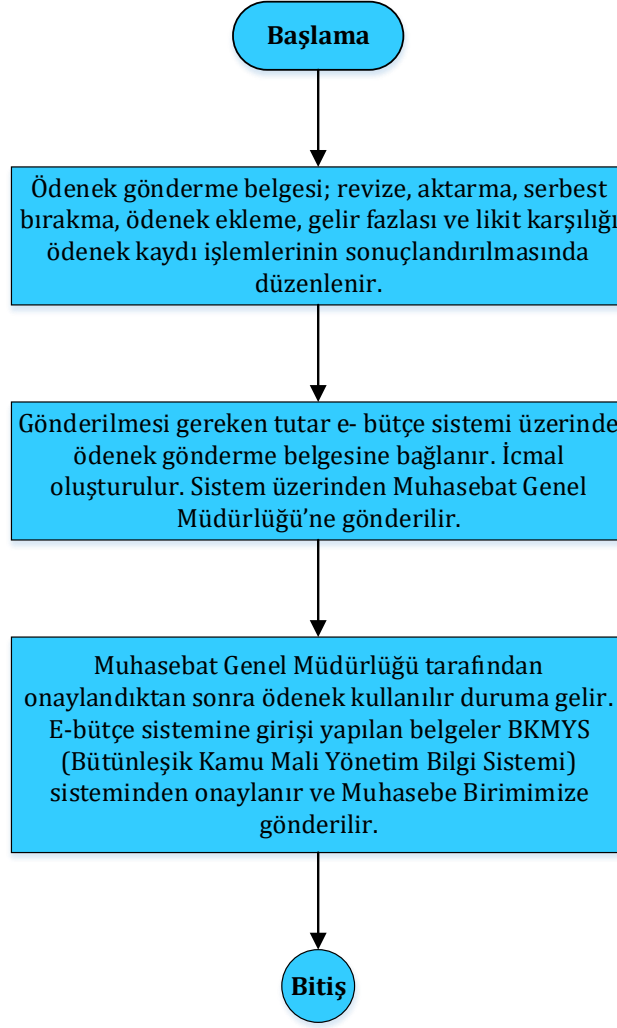 Başlama
Ödenek gönderme belgesi; revize, aktarma, serbest
bırakma, ödenek ekleme, gelir fazlası ve likit karşılığı
ödenek kaydı işlemlerinin sonuçlandırılmasında
düzenlenir.
Gönderilmesi gereken tutar e- bütçe sistemi üzerinde
ödenek gönderme belgesine bağlanır. İcmal
oluşturulur. Sistem üzerinden Muhasebat Genel
Müdürlüğü’ne gönderilir.
Muhasebat Genel Müdürlüğü tarafından
onaylandıktan sonra ödenek kullanılır duruma gelir.
E-bütçe sistemine girişi yapılan belgeler BKMYS
(Bütünleşik Kamu Mali Yönetim Bilgi Sistemi)
sisteminden onaylanır ve Muhasebe Birimimize
gönderilir.
Bitiş